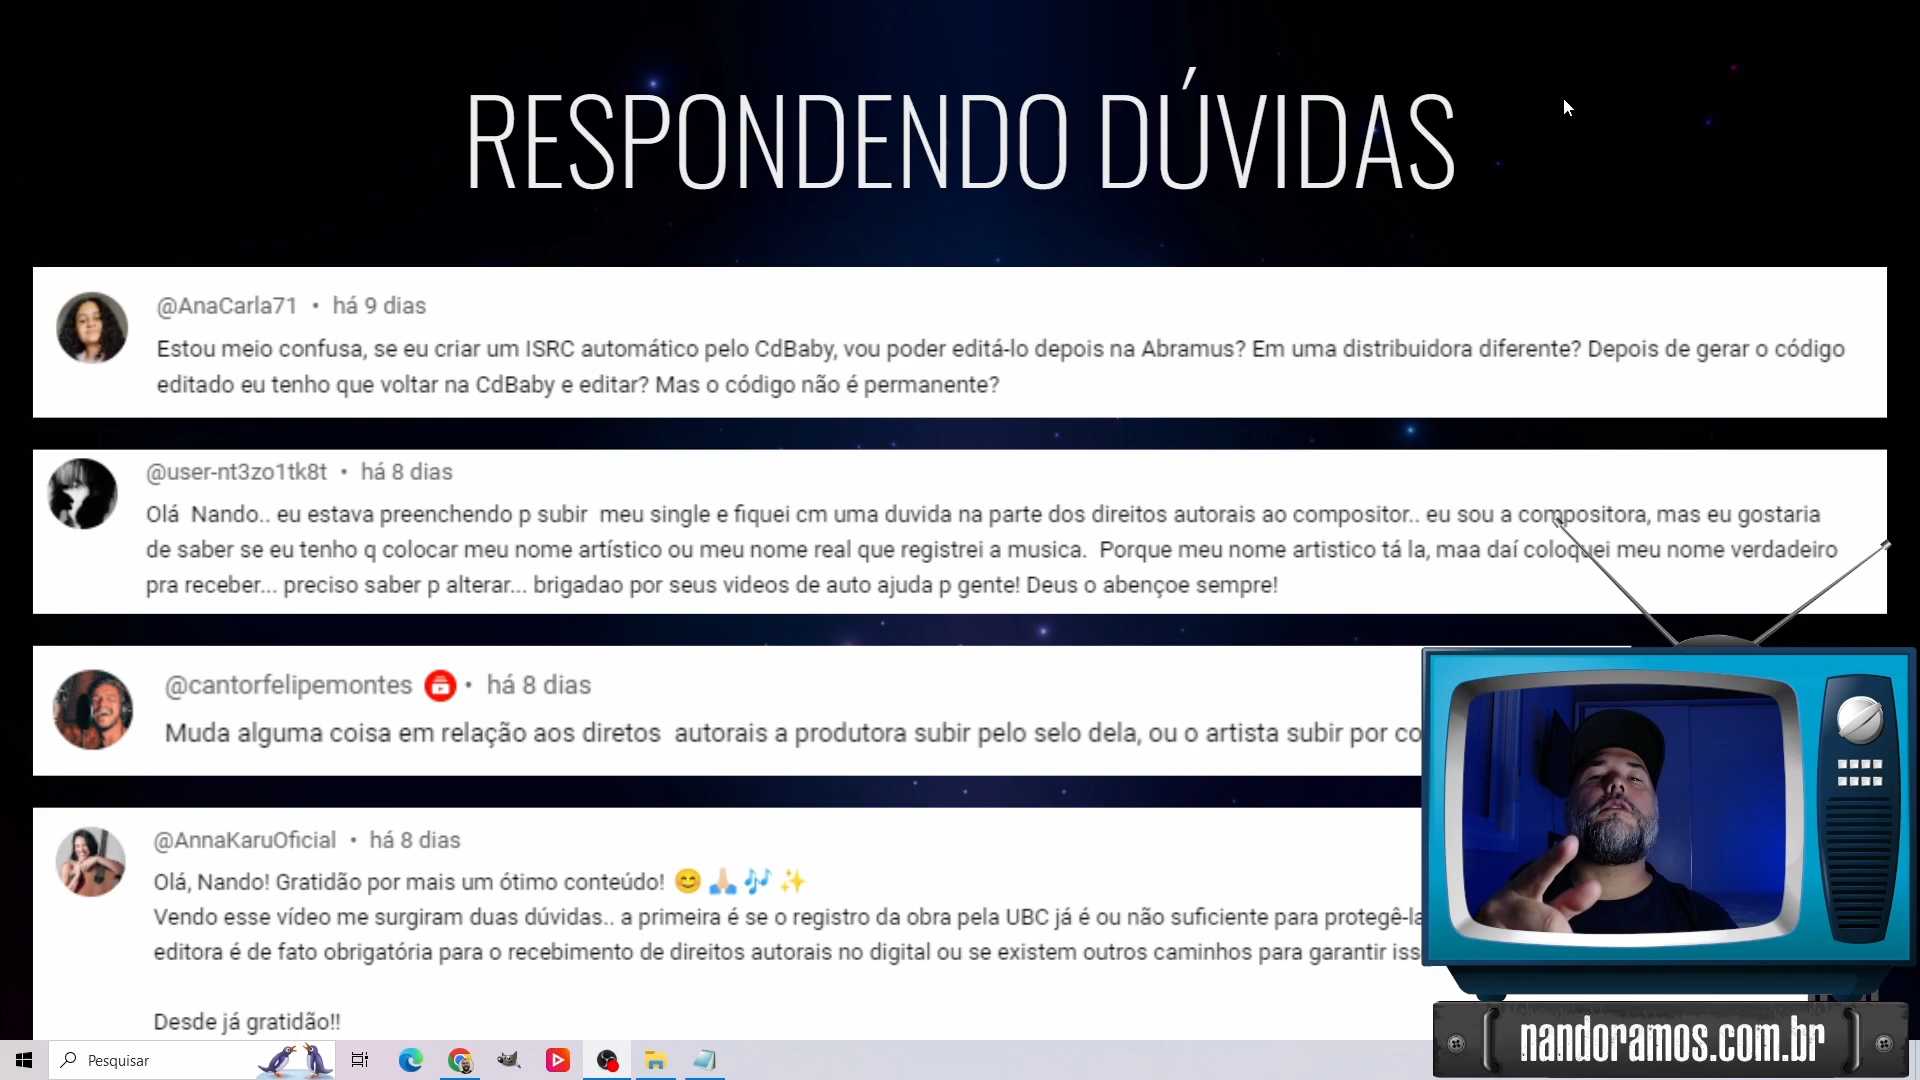 RESPONDENDO DÚVIDAS
@AnaCarla71 • há 9 dias
Estou meio confusa, se eu criar um ISRC automático pelo CdBaby, vou poder editá-lo depois na Abramus? Em uma distribuidora diferente? Depois de gerar o código
editado eu tenho que voltar na CdBaby e editar? Mas o código não é permanente?
@user-nt3zo1tk8t • há 8 dias
Olá  Nando.. eu estava preenchendo p subir  meu single e fiquei cm uma duvida na parte dos direitos autorais ao compositor.. eu sou a compositora, mas eu gostaria
de saber se eu tenho q colocar meu nome artístico ou meu nome real que registrei a musica.  Porque meu nome artistico tá la, maa daí coloquei meu nome verdadeiro
pra receber... preciso saber p alterar... brigadao por seus videos de auto ajuda p gente! Deus o abençoe sempre!
@cantorfelipemontes • há 8 dias
Muda alguma coisa em relação aos diretos  autorais a produtora subir pelo selo dela, ou o artista subir por co
@AnnaKaruOficial • há 8 dias
Olá, Nando! Gratidão por mais um ótimo conteúdo! 😊🙏🏼🎶✨
Vendo esse vídeo me surgiram duas dúvidas.. a primeira é se o registro da obra pela UBC já é ou não suficiente para protegê-la
editora é de fato obrigatória para o recebimento de direitos autorais no digital ou se existem outros caminhos para garantir iss
Desde já gratidão!!
nandoramos.com.br
Pesquisar